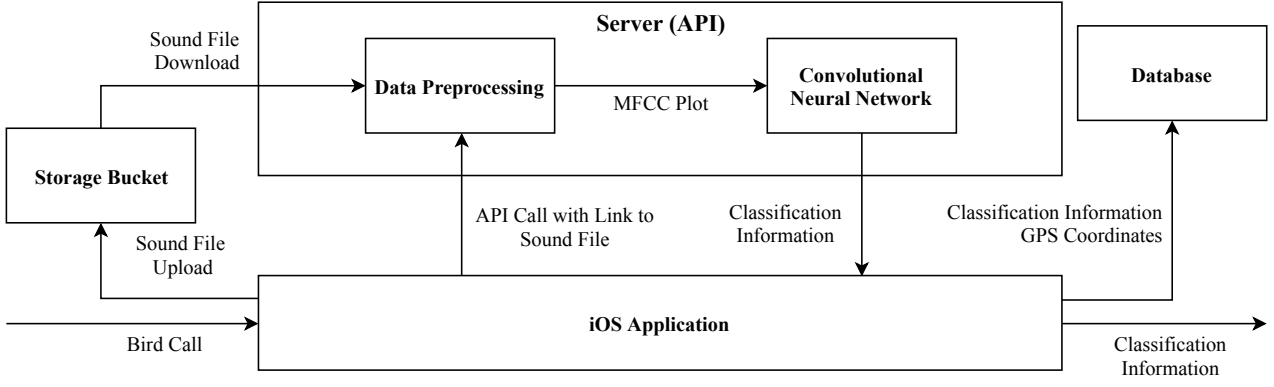 Server (API)
Sound File
Download
Data Preprocessing
MFCC Plot
Convolutional
Neural Network
Database
Storage Bucket
Sound File
Upload
API Call with Link to
Sound File
Classification
Information
Classification Information
GPS Coordinates
Bird Call
iOS Application
Classification
Information